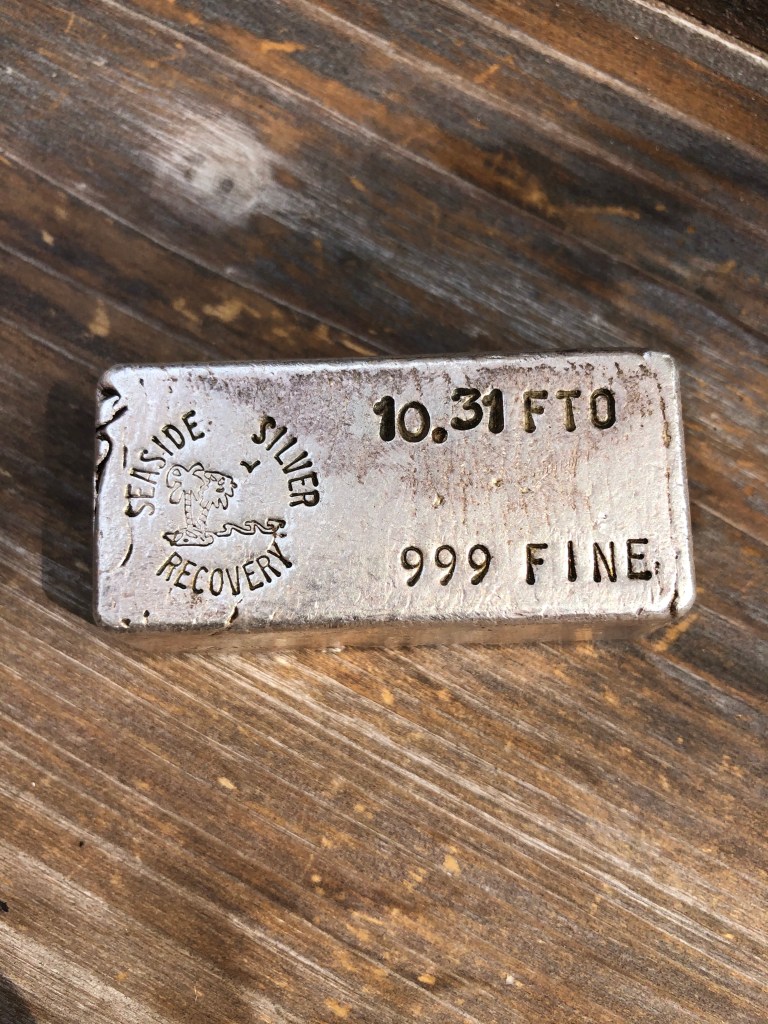 SEASIDE SILVER
RECOVERY
10.31 FTO
999 FINE